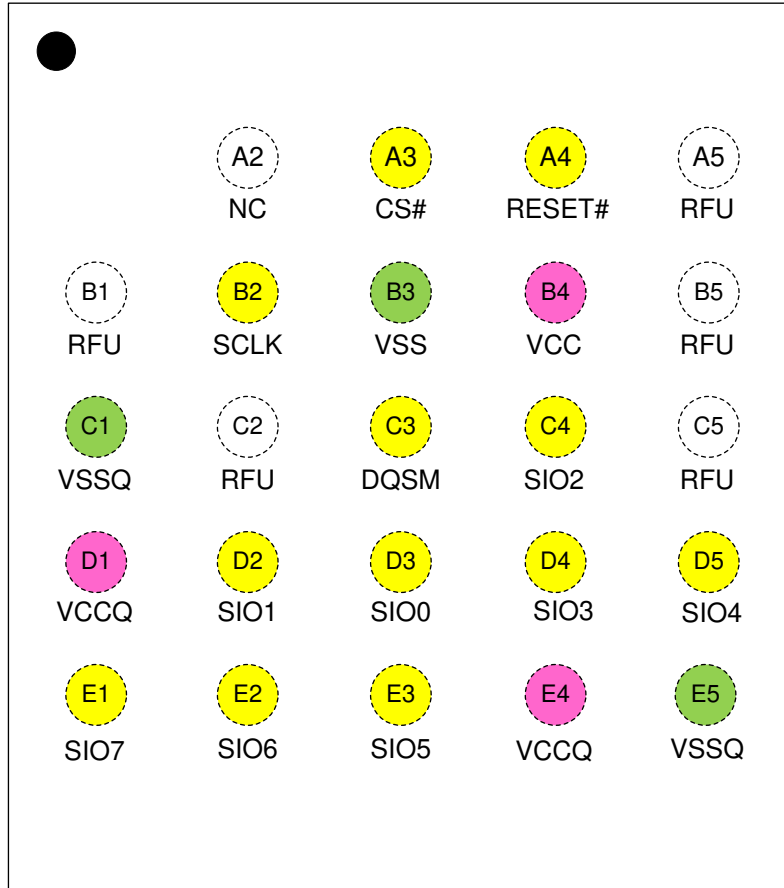 A2 A3 A4 A5
NC CS# RESET# RFU
B1 B2 B3 B4 B5
RFU SCLK VSS VCC RFU
C1 C2 C3 C4 C5
VSSQ RFU DQSM SIO2 RFU
D1 D2 D3 D4 D5
VCCQ SIO1 SIO0 SIO3 SIO4
E1 E2 E3 E4 E5
SIO7 SIO6 SIO5 VCCQ VSSQ